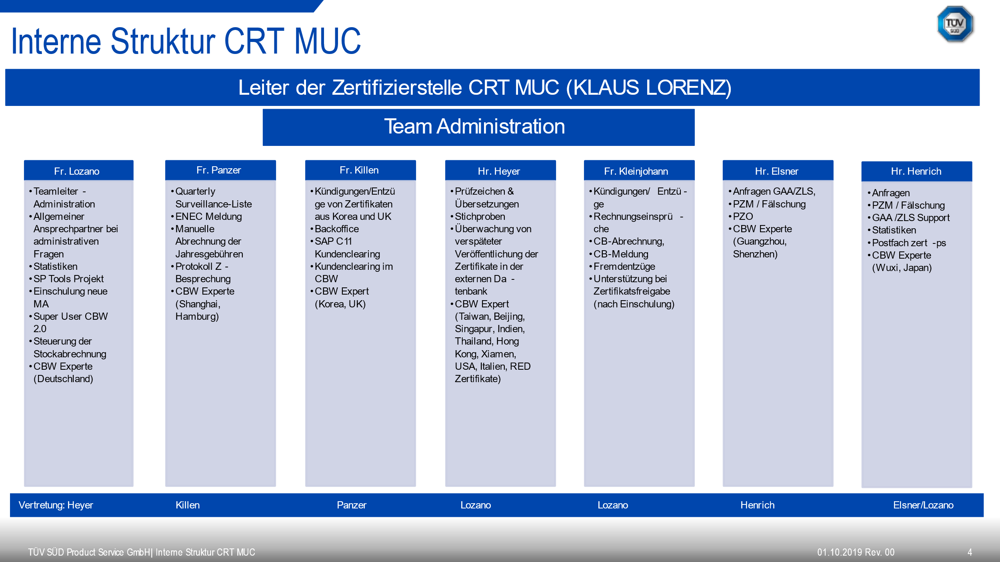 TÜV
SÜD
Interne Struktur CRT MUC
Leiter der Zertifizierstelle CRT MUC (KLAUS LORENZ)
Team Administration
Fr. Lozano
•Teamleiter -
Administration
•Allgemeiner
Ansprechpartner bei
administrativen
Fragen
•Statistiken
•SP Tools Projekt
•Einschulung neue
MA
•Super User CBW
2.0
•Steuerung der
Stockabrechnung
•CBW Experte
(Deutschland)
Fr. Panzer
•Quarterly
Surveillance-Liste
•ENEC Meldung
•Manuelle
Abrechnung der
Jahresgebühren
•Protokoll Z -
Besprechung
•CBW Experte
(Shanghai,
Hamburg)
Fr. Killen
•Kündigungen/Entzü
ge von Zertifikaten
aus Korea und UK
•Backoffice
•SAP C11
Kundenclearing
•Kundenclearing im
CBW
•CBW Expert
(Korea, UK)
Hr. Heyer
•Prüfzeichen &
Übersetzungen
•Stichproben
•Überwachung von
verspäteter
Veröffentlichung der
Zertifikate in der
externen Da -
tenbank
•CBW Expert
(Taiwan, Beijing,
Singapur, Indien,
Thailand, Hong
Kong, Xiamen,
USA, Italien, RED
Zertifikate)
Fr. Kleinjohann
•Kündigungen/ Entzü -
ge
•Rechnungseinsprü -
che
•CB-Abrechnung,
•CB-Meldung
•Fremdentzüge
•Unterstützung bei
Zertifikatsfreigabe
(nach Einschulung)
Hr. Elsner
•Anfragen GAA/ZLS,
•PZM / Fälschung
•PZO
•CBW Experte
(Guangzhou,
Shenzhen)
Hr. Henrich
•Anfragen
•PZM / Fälschung
•GAA /ZLS Support
•Statistiken
•Postfach zert -ps
•CBW Experte
(Wuxi, Japan)
Vertretung: Heyer Killen Panzer Lozano Lozano Henrich Elsner/Lozano
TÜV SÜD Product Service GmbH| Interne Struktur CRT MUC 01.10.2019 Rev. 00 4